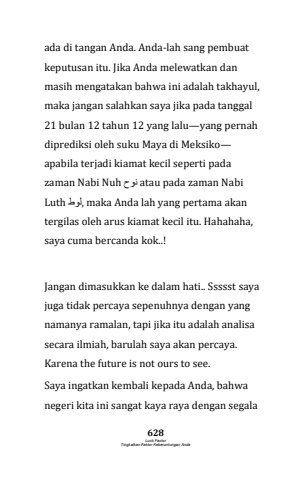 ada di tangan Anda. Anda-lah sang pembuat
keputusan itu. Jika Anda melewatkan dan
masih mengatakan bahwa ini adalah takhayul,
maka jangan salahkan saya jika pada tanggal
21 bulan 12 tahun 12 yang lalu—yang pernah
diprediksi oleh suku Maya di Meksiko—
apabila terjadi kiamat kecil seperti pada
zaman Nabi Nuh نوح atau pada zaman Nabi
Luth لوط, maka Anda lah yang pertama akan
tergilas oleh arus kiamat kecil itu. Hahahaha,
saya cuma bercanda kok..!
Jangan dimasukkan ke dalam hati.. Ssssst saya
juga tidak percaya sepenuhnya dengan yang
namanya ramalan, tapi jika itu adalah analisa
secara ilmiah, barulah saya akan percaya.
Karena the future is not ours to see.
Saya ingatkan kembali kepada Anda, bahwa
negeri kita ini sangat kaya raya dengan segala
628
Luck Factor
Tingkatkan Faktor Keberuntungan Anda